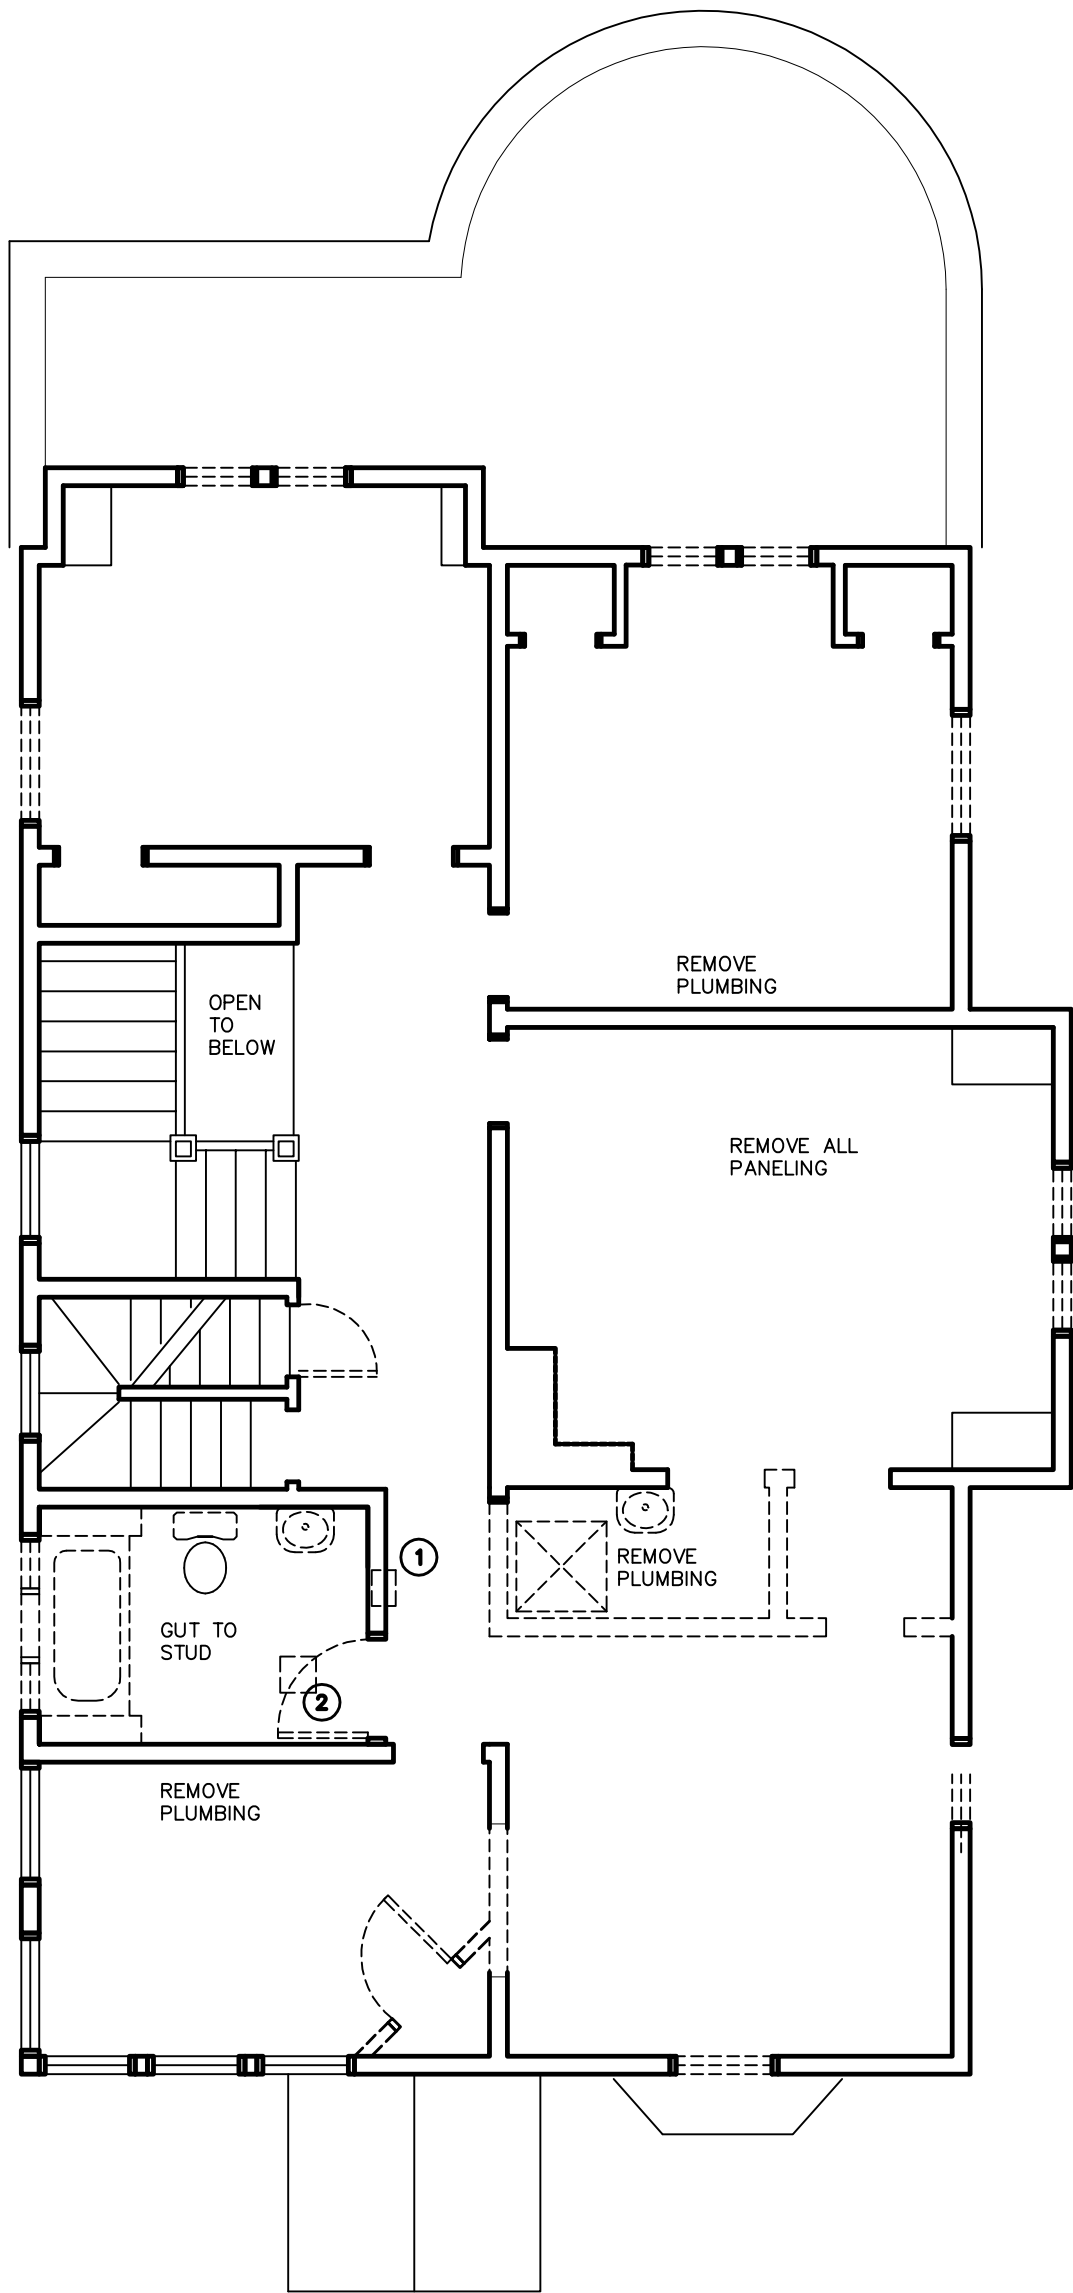 REMOVE
PLUMBING
OPEN
TO
BELOW
REMOVE ALL
PANELING
1
REMOVE
PLUMBING
GUT TO
STUD
2
REMOVE
PLUMBING